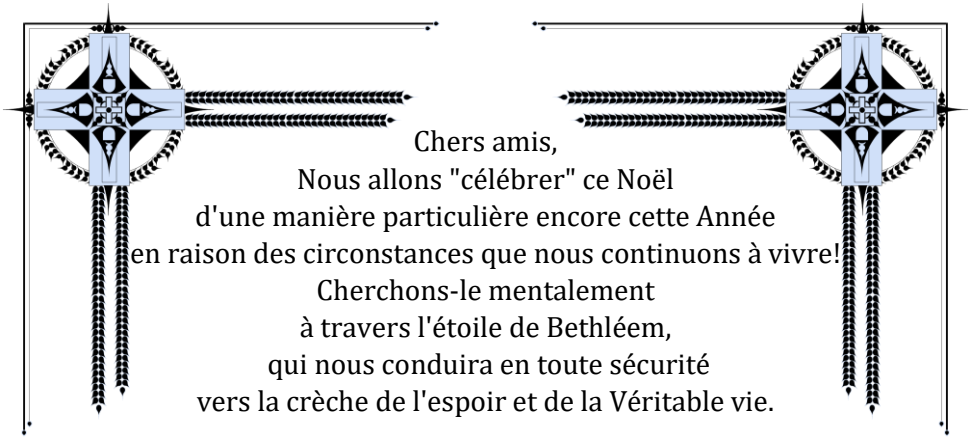 Chers amis,
Nous allons "célébrer" ce Noël
d'une manière particulière encore cette Année
en raison des circonstances que nous continuons à vivre!
Cherchons-le mentalement
à travers l'étoile de Bethléem,
qui nous conduira en toute sécurité
vers la crèche de l'espoir et de la Véritable vie.